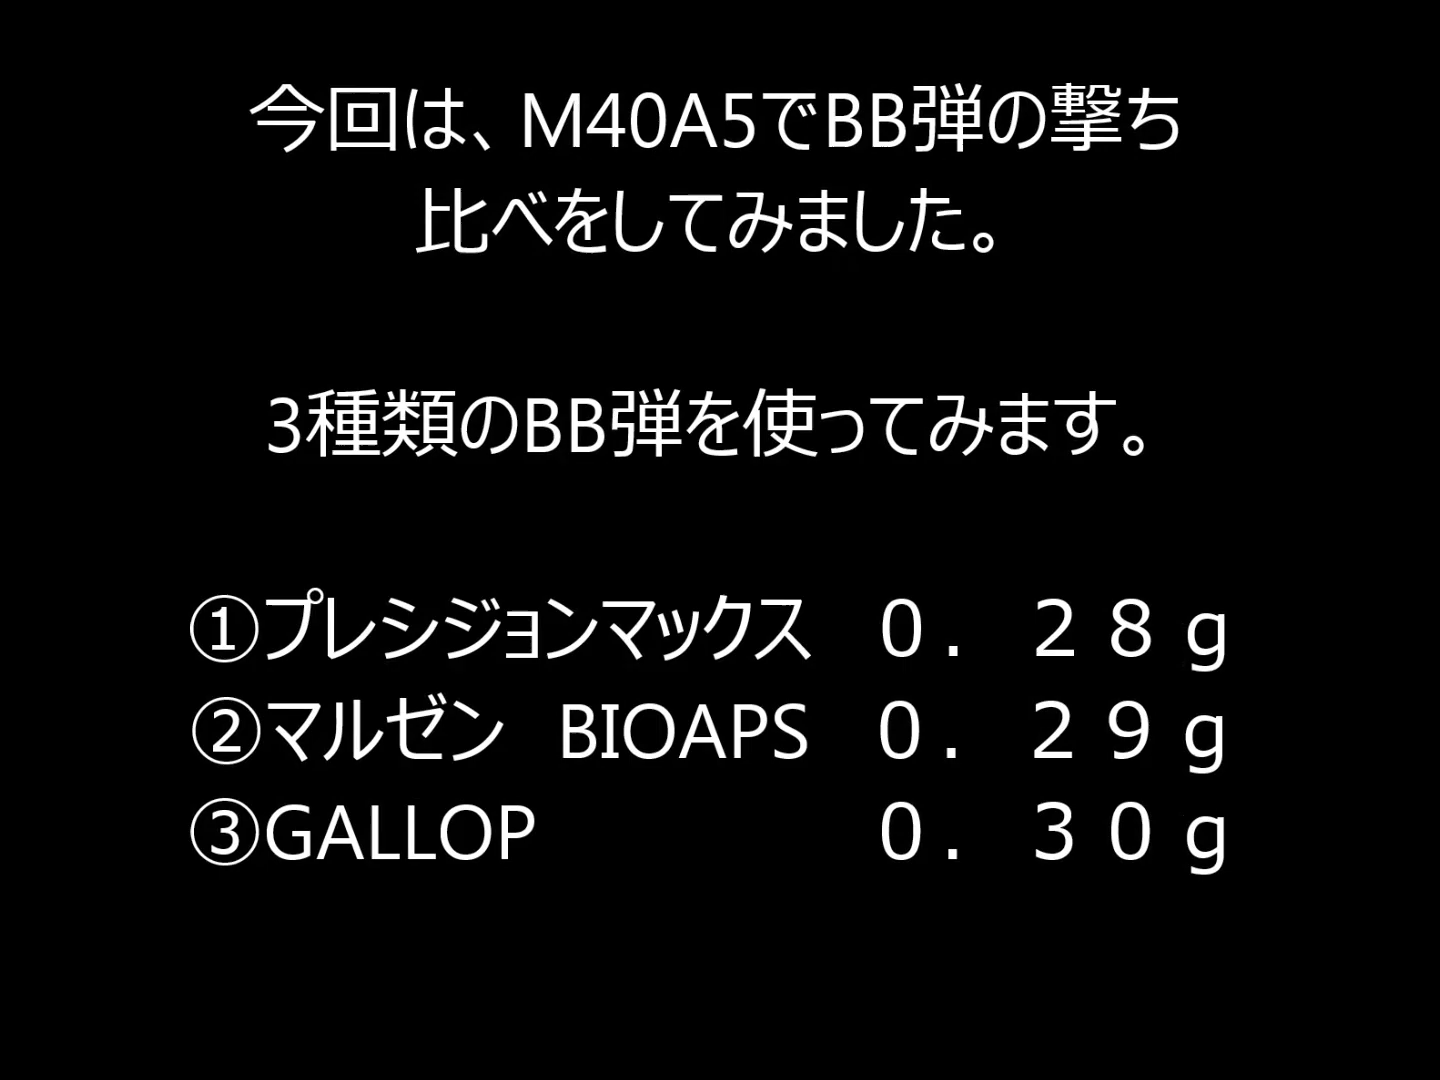 今回は、M40A5でBB弾の撃ち
比べをしてみました。
3種類のBB弾を使ってみます。
①プレシジョンマックス　０．２８ｇ
②マルゼン　BIOAPS　０．２９ｇ
③GALLOP　０．３０ｇ